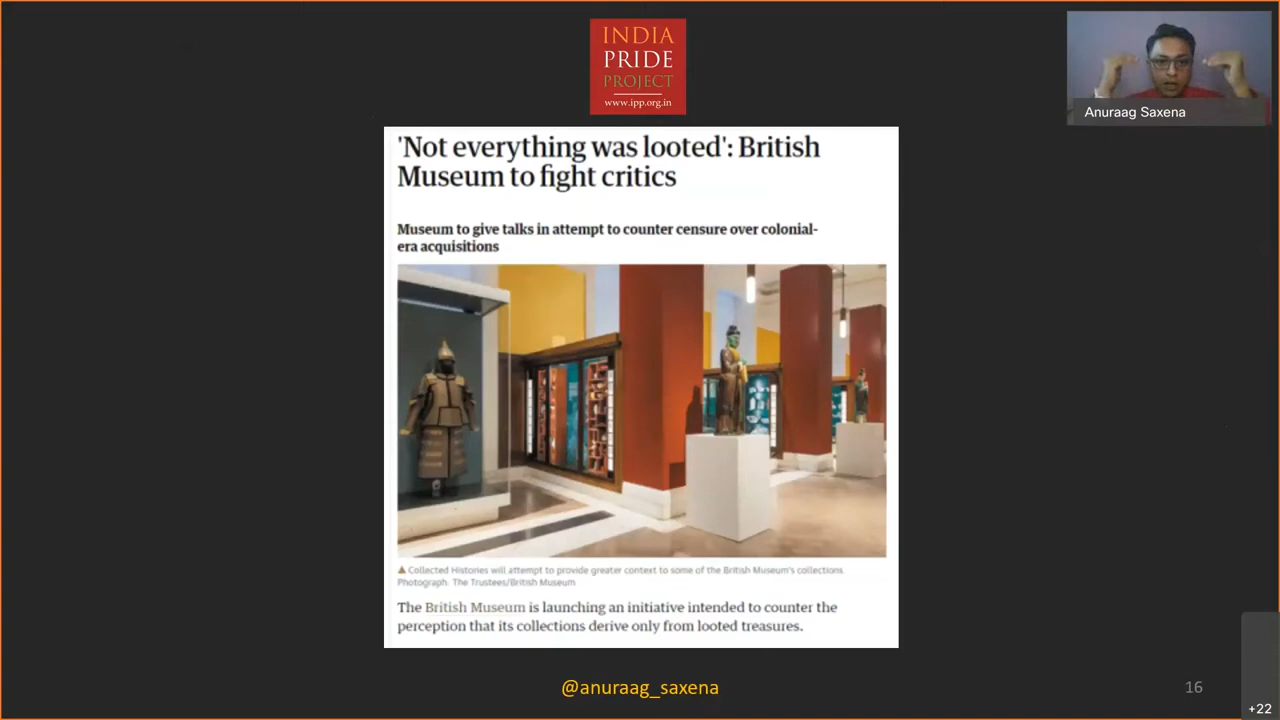 INDIA
PRIDE
PROJECT
www.ipp.org.in
Anuraag Saxena
'Not everything was looted': British
Museum to fight critics
Museum to give talks in attempt to counter censure over colonial-
era acquisitions
▲ Collected Histories will attempt to provide greater context to some of the British Museum's collections.
Photograph: The Trustees/British Museum
The British Museum is launching an initiative intended to counter the
perception that its collections derive only from looted treasures.
@anuraag_saxena
16
+22